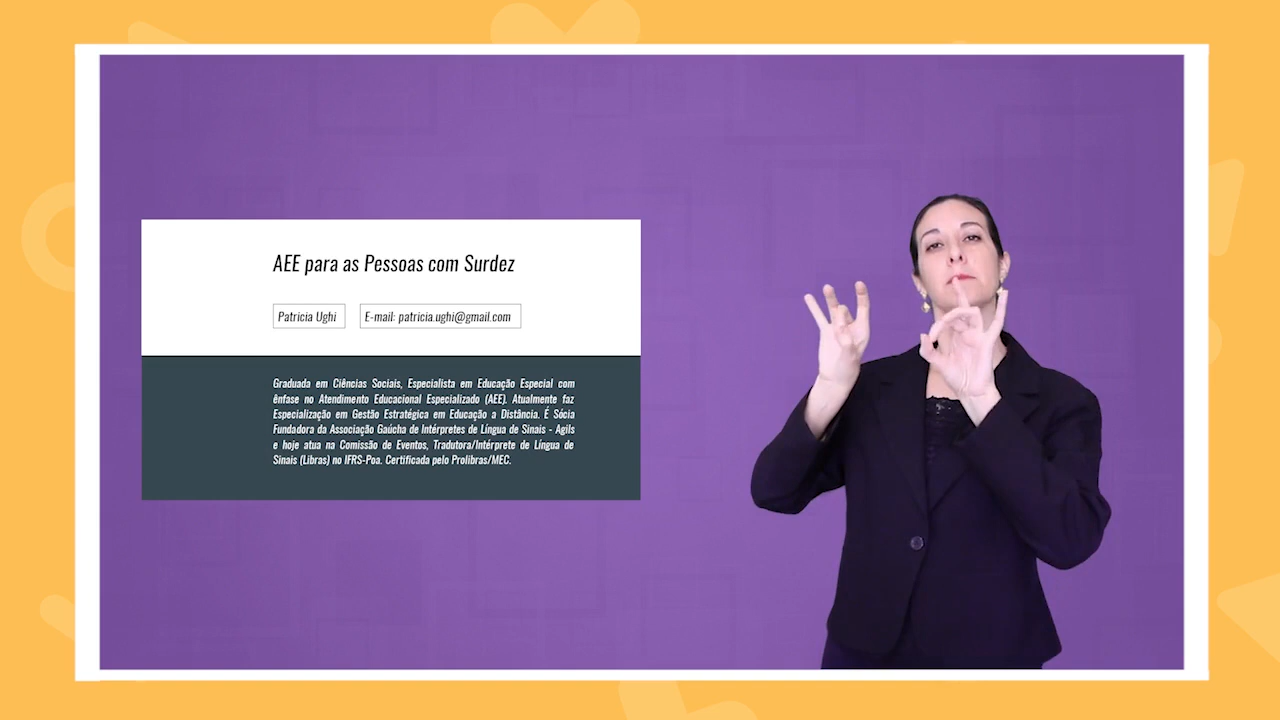 AEE para as Pessoas com Surdez
Patricia Ughi
E-mail: patricia.ughi@gmail.com
Graduada em Ciências Sociais, Especialista em Educação Especial com
ênfase no Atendimento Educacional Especializado (AEE). Atualmente faz
Especialização em Gestão Estratégica em Educação a Distância. É Sócia
Fundadora da Associação Gaúcha de Intérpretes de Língua de Sinais - Agils
e hoje atua na Comissão de Eventos, Tradutora/Intérprete de Língua de
Sinais (Libras) no IFRS-Poa. Certificada pelo Prolibras/MEC.